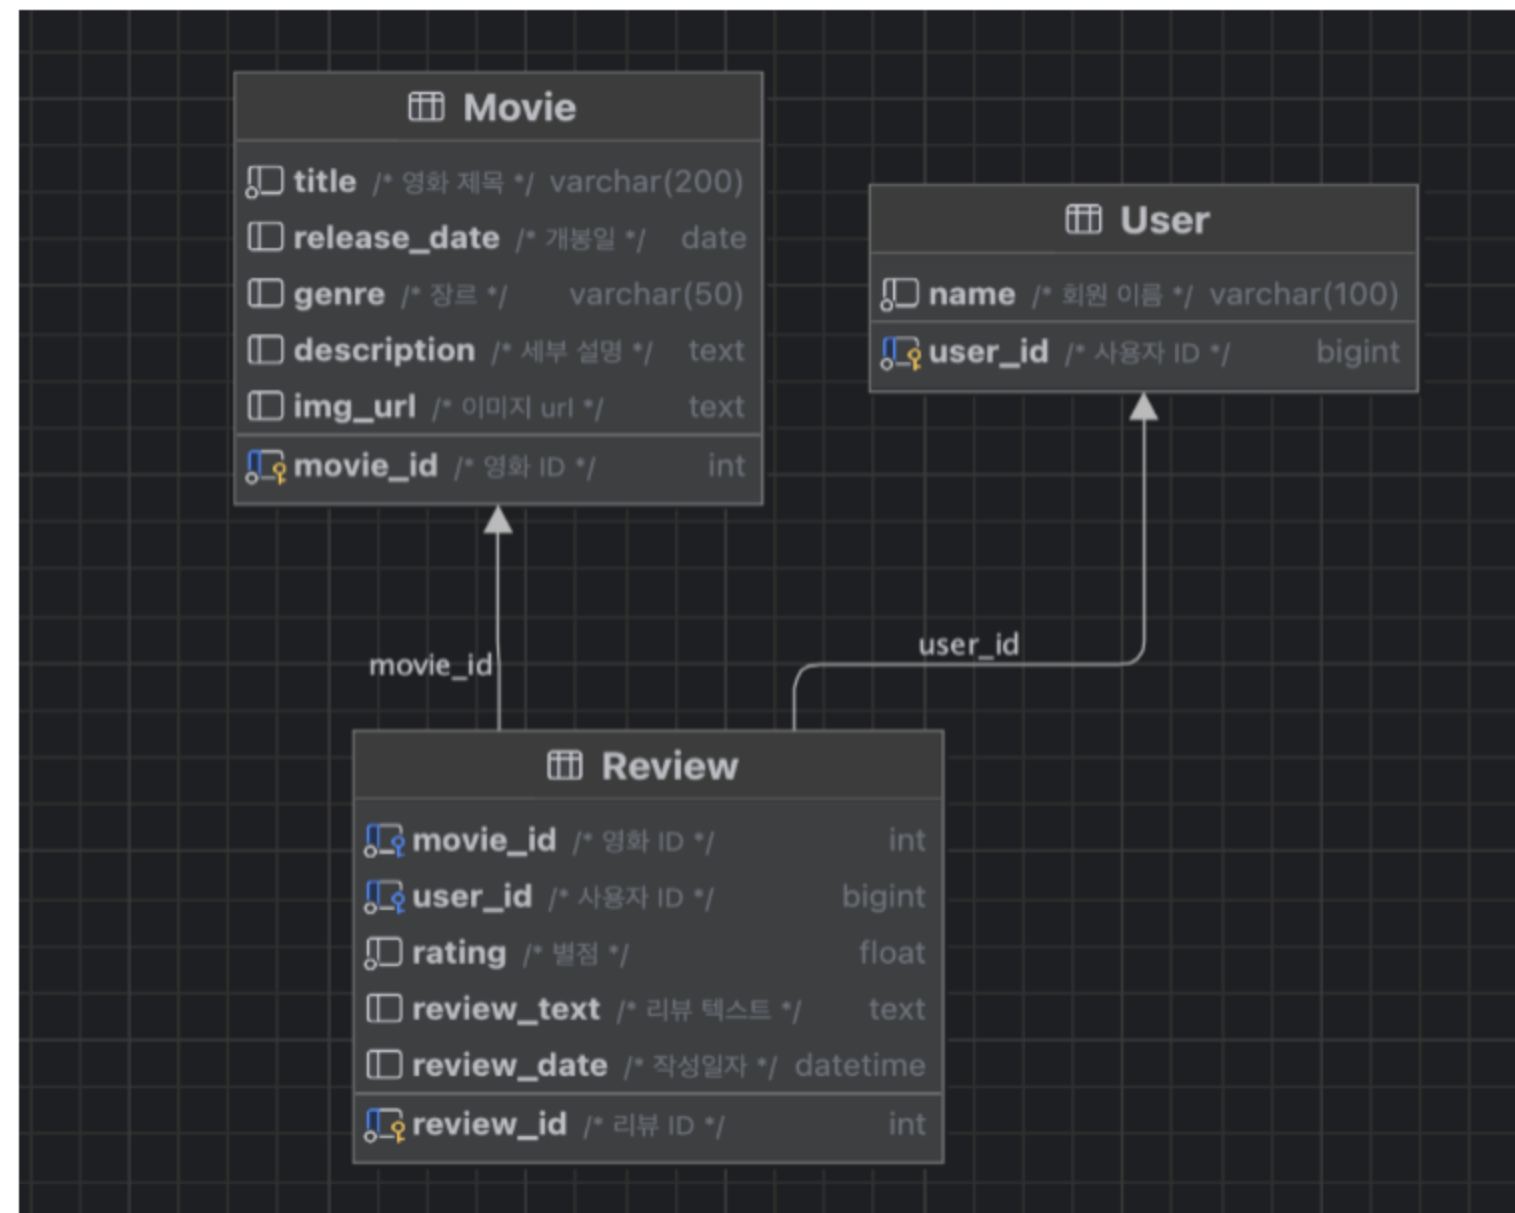 Movie
title /* 영화 제목 */ varchar(200)
release_date /* 개봉일 */ date
genre /* 장르 */ varchar(50)
description /* 세부 설명 */ text
img_url /* 이미지 url */ text
movie_id /* 영화 ID */ int
User
name /* 회원 이름 */ varchar(100)
user_id /* 사용자 ID */ bigint
movie_id
user_id
Review
movie_id /* 영화 ID */ int
user_id /* 사용자 ID */ bigint
rating /* 별점 */ float
review_text /* 리뷰 텍스트 */ text
review_date /* 작성일자 */ datetime
review_id /* 리뷰 ID */ int